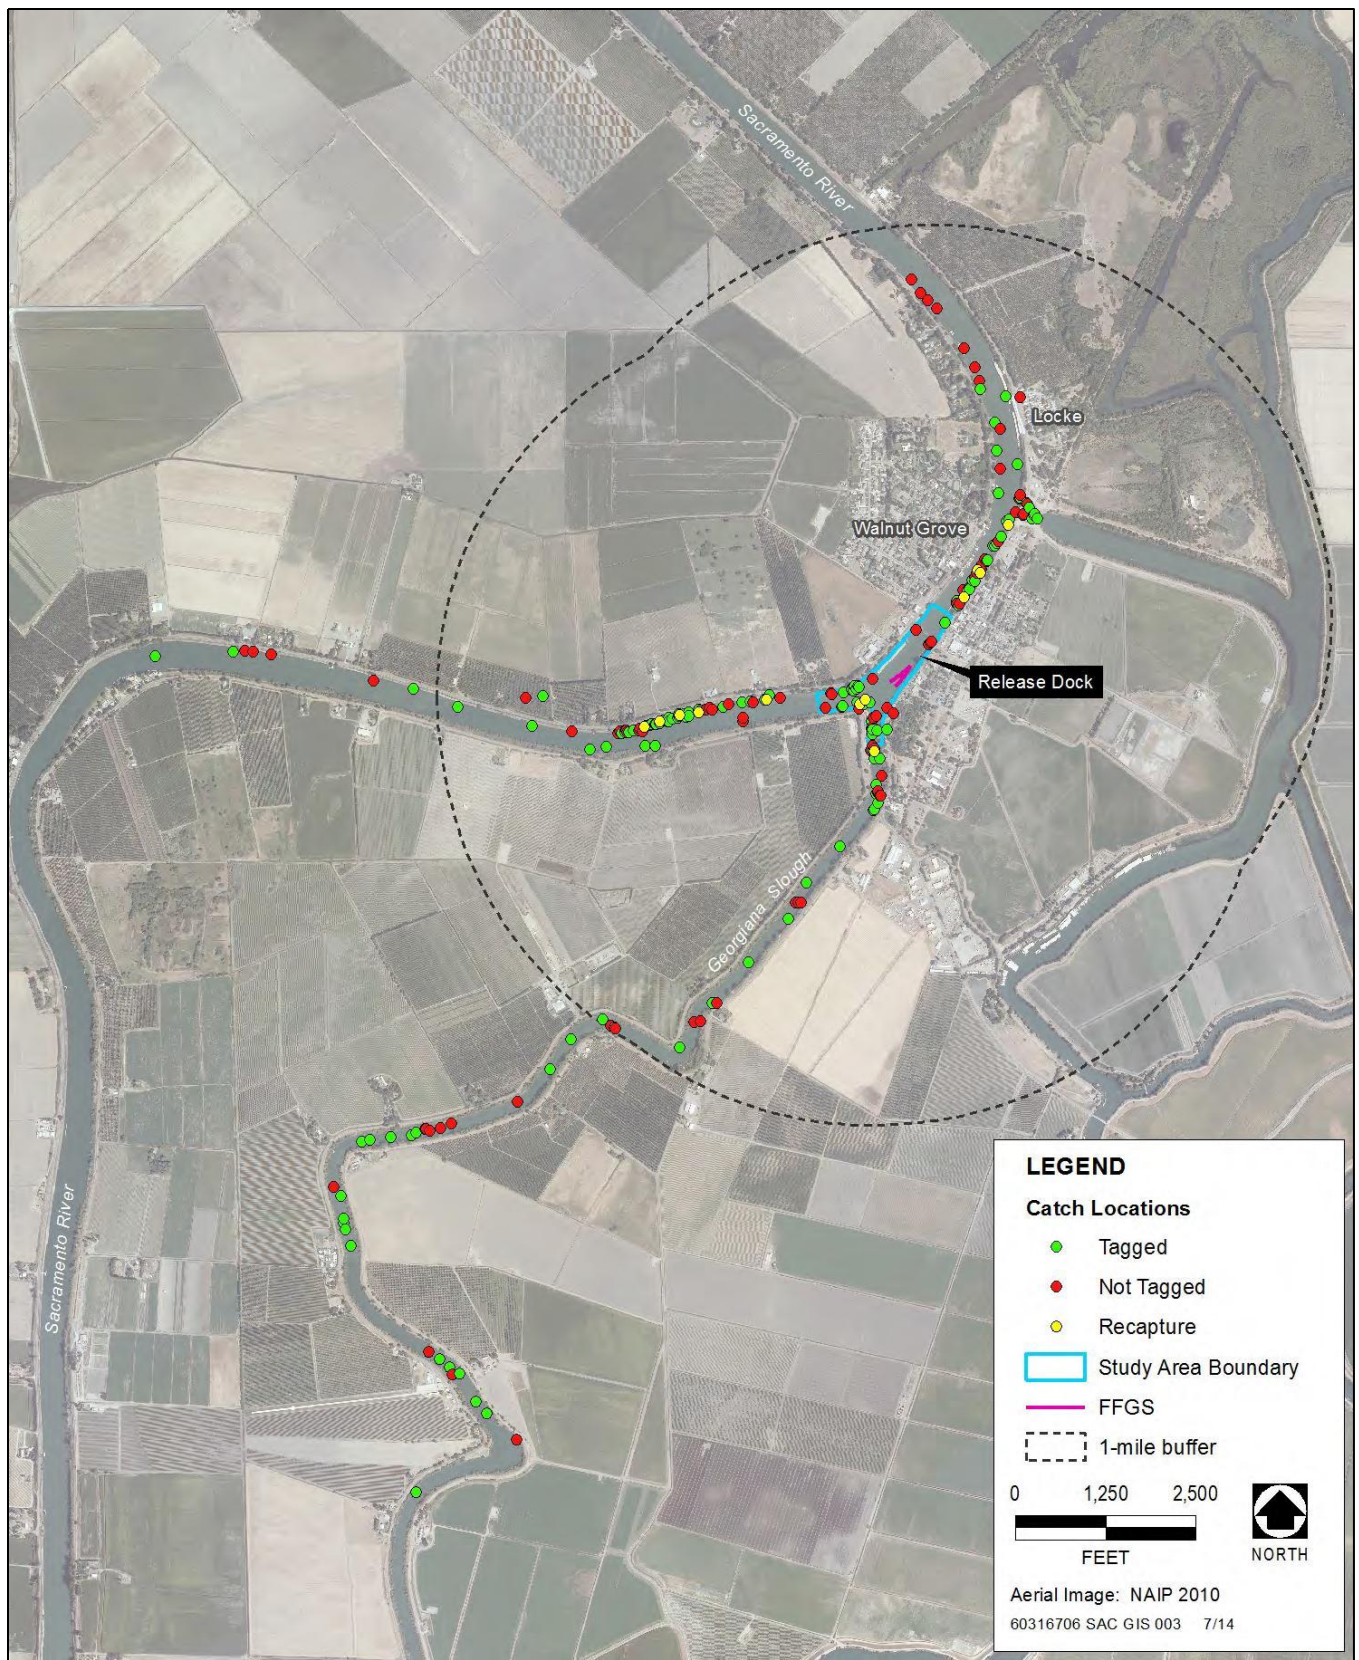 Sacramento River
Locke
Walnut Grove
Release Dock
Georgiana Slough
Sacramento River
LEGEND
Catch Locations
Tagged
Not Tagged
Recapture
Study Area Boundary
FFGS
1-mile buffer
0 1,250 2,500
FEET
NORTH
Aerial Image: NAIP 2010
60316706 SAC GIS 003 7/14